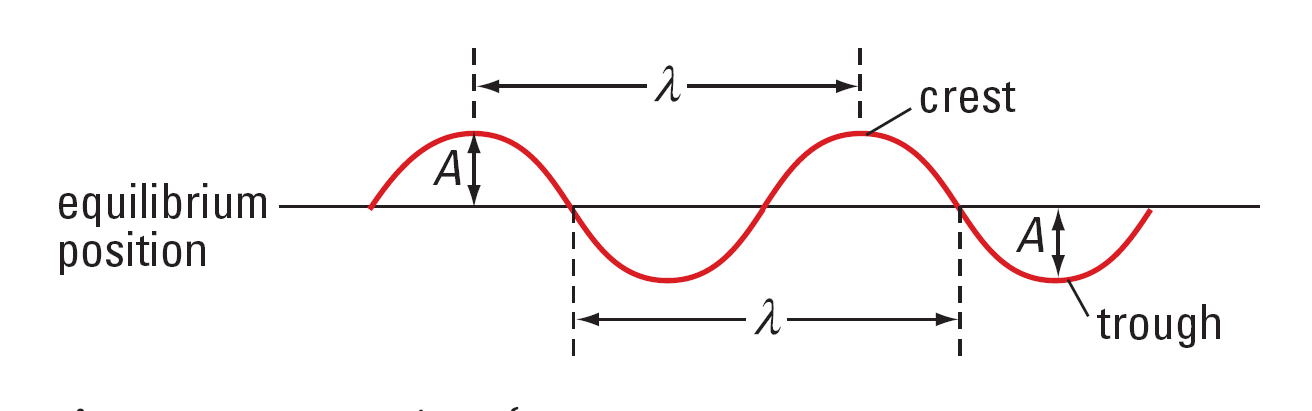 λ
crest
A
equilibrium
position
A
λ
trough